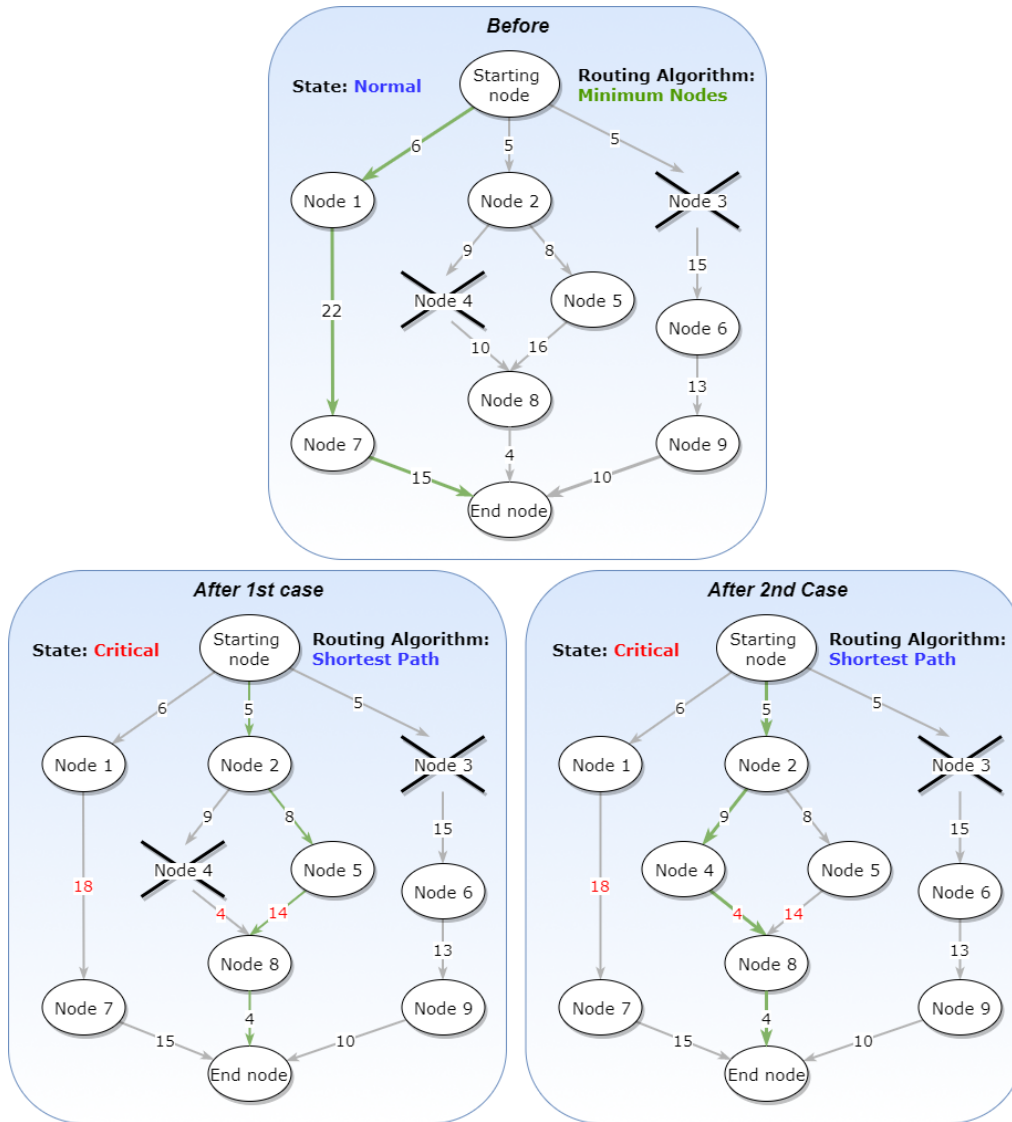 Before
State: Normal
Starting
node
Routing Algorithm:
Minimum Nodes
6
5
5
Node 1
Node 2
Node 3
9
8
15
Node 4
Node 5
22
Node 6
10
16
13
Node 8
Node 7
Node 9
4
15
10
End node
After 1st case
State: Critical
Starting
node
Routing Algorithm:
Shortest Path
6
5
5
Node 1
Node 2
Node 3
9
8
15
Node 4
Node 5
18
Node 6
4
14
13
Node 8
Node 7
Node 9
4
15
10
End node
After 2nd Case
State: Critical
Starting
node
Routing Algorithm:
Shortest Path
6
5
5
Node 1
Node 2
Node 3
9
8
15
Node 4
Node 5
18
Node 6
4
14
13
Node 8
Node 7
Node 9
4
15
10
End node